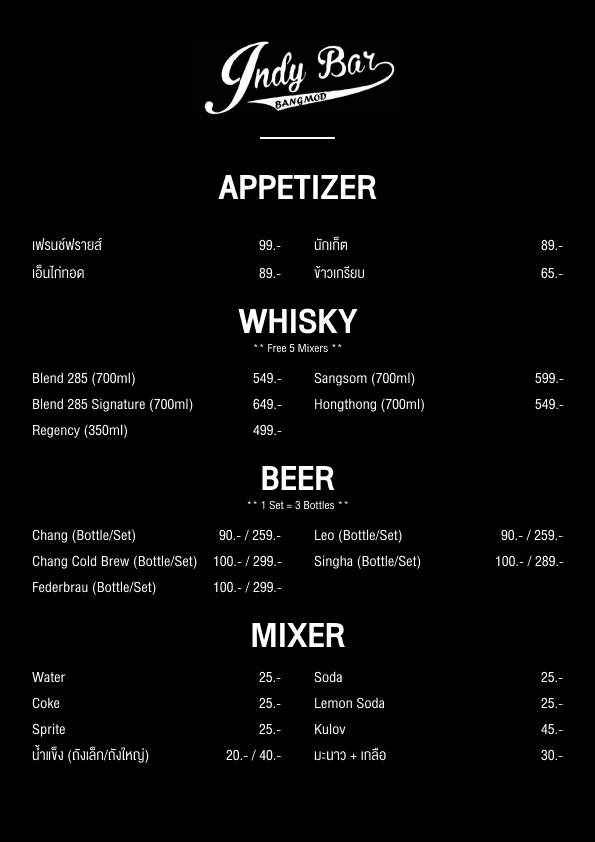 Indy Bar
BANGMOD
APPETIZER
เฟรนช์ฟรายส์ 99.- นักเก็ต 89.-
เอ็นไก่ทอด 89.- ข้าวเกรียบ 65.-
WHISKY
** Free 5 Mixers **
Blend 285 (700ml) 549.- Sangsom (700ml) 599.-
Blend 285 Signature (700ml) 649.- Hongthong (700ml) 549.-
Regency (350ml) 499.-
BEER
** 1 Set = 3 Bottles **
Chang (Bottle/Set) 90.- / 259.- Leo (Bottle/Set) 90.- / 259.-
Chang Cold Brew (Bottle/Set) 100.- / 299.- Singha (Bottle/Set) 100.- / 289.-
Federbrau (Bottle/Set) 100.- / 299.-
MIXER
Water 25.- Soda 25.-
Coke 25.- Lemon Soda 25.-
Sprite 25.- Kulov 45.-
น้ำแข็ง (ถังเล็ก/ถังใหญ่) 20.- / 40.- มะนาว + เกลือ 30.-